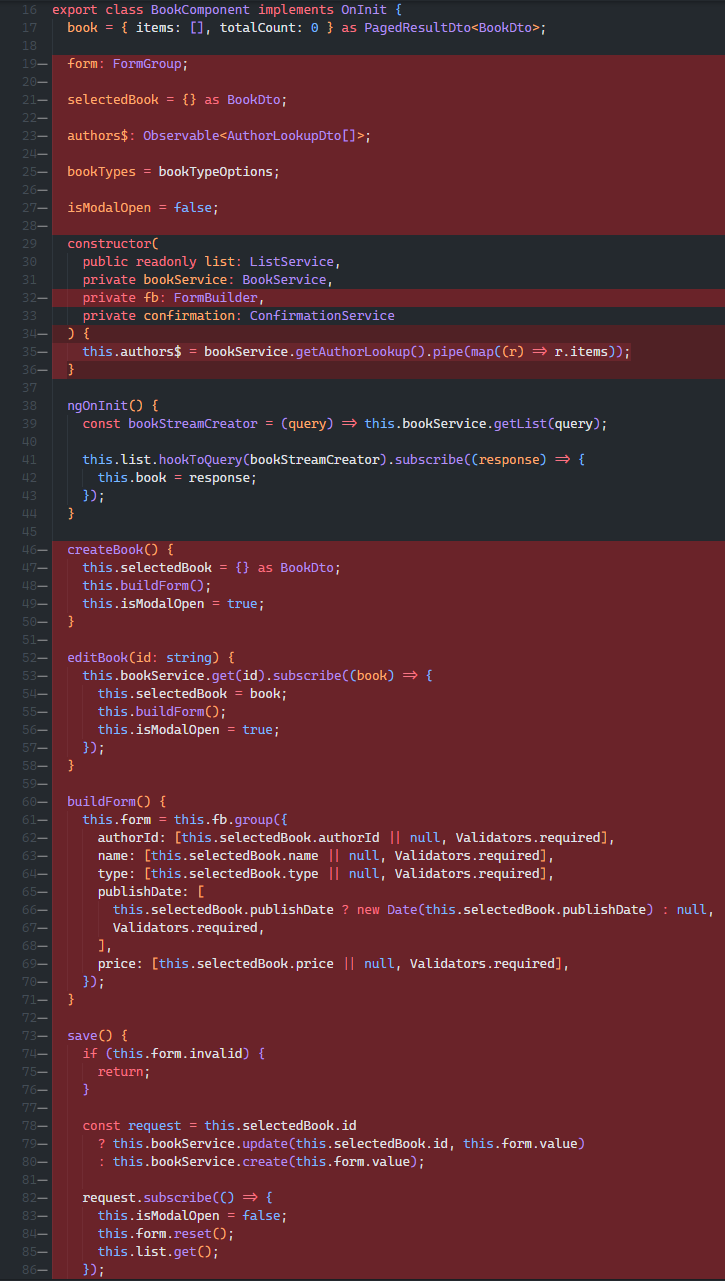 16 export class BookComponent implements OnInit {
17 book = { items: [], totalCount: 0 } as PagedResultDto<BookDto>;
18
19— form: FormGroup;
20—
21— selectedBook = {} as BookDto;
22—
23— authors$: Observable<AuthorLookupDto[]>;
24—
25— bookTypes = bookTypeOptions;
26—
27— isModalOpen = false;
28—
29 constructor(
30 public readonly list: ListService,
31 private bookService: BookService,
32— private fb: FormBuilder,
33 private confirmation: ConfirmationService
34— ) {
35— this.authors$ = bookService.getAuthorLookup().pipe(map((r) => r.items));
36— }
37
38 ngOnInit() {
39 const bookStreamCreator = (query) => this.bookService.getList(query);
40
41 this.list.hookToQuery(bookStreamCreator).subscribe((response) => {
42 this.book = response;
43 });
44 }
45
46— createBook() {
47— this.selectedBook = {} as BookDto;
48— this.buildForm();
49— this.isModalOpen = true;
50— }
51—
52— editBook(id: string) {
53— this.bookService.get(id).subscribe((book) => {
54— this.selectedBook = book;
55— this.buildForm();
56— this.isModalOpen = true;
57— });
58— }
59—
60— buildForm() {
61— this.form = this.fb.group({
62— authorId: [this.selectedBook.authorId || null, Validators.required],
63— name: [this.selectedBook.name || null, Validators.required],
64— type: [this.selectedBook.type || null, Validators.required],
65— publishDate: [
66— this.selectedBook.publishDate ? new Date(this.selectedBook.publishDate) : null,
67— Validators.required,
68— ],
69— price: [this.selectedBook.price || null, Validators.required],
70— });
71— }
72—
73— save() {
74— if (this.form.invalid) {
75— return;
76— }
77—
78— const request = this.selectedBook.id
79— ? this.bookService.update(this.selectedBook.id, this.form.value)
80— : this.bookService.create(this.form.value);
81—
82— request.subscribe(() => {
83— this.isModalOpen = false;
84— this.form.reset();
85— this.list.get();
86— });